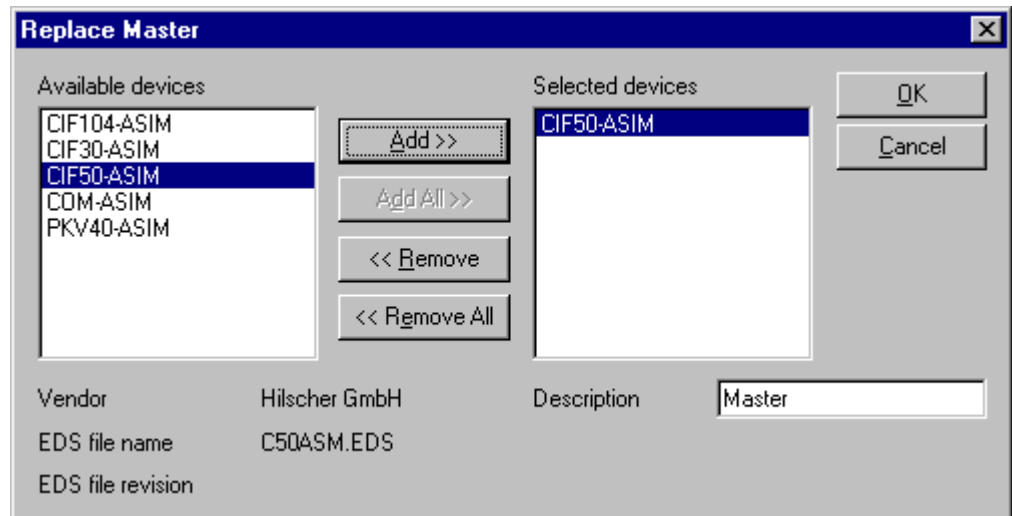 Replace Master
Available devices
CIF104-ASIM
CIF30-ASIM
CIF50-ASIM
COM-ASIM
PKV40-ASIM
Add >>
Add All >>
<< Remove
<< Remove All
Selected devices
CIF50-ASIM
OK
Cancel
Vendor Hilscher GmbH
Description Master
EDS file name C50ASM.EDS
EDS file revision